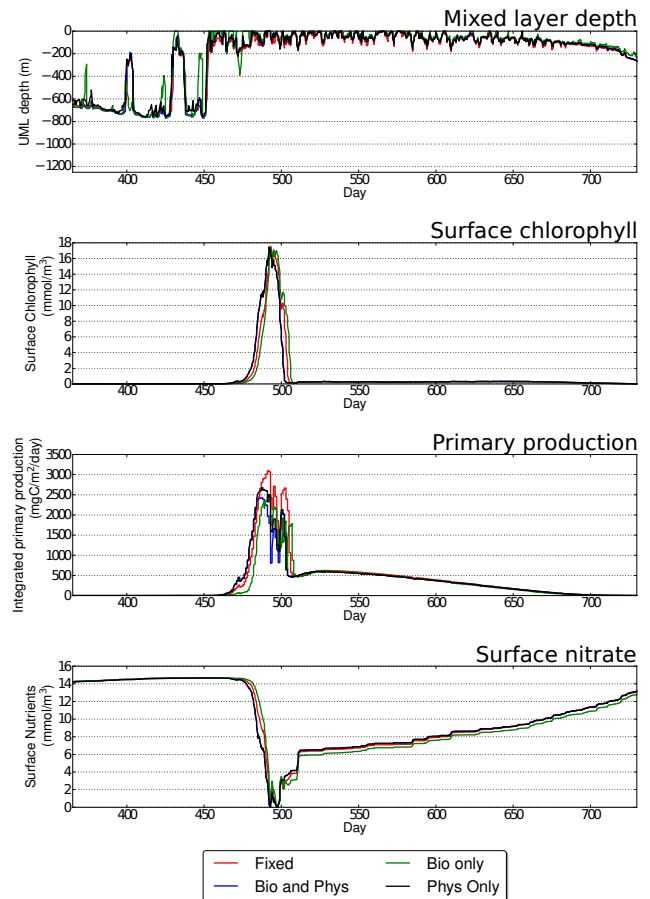 Mixed layer depth
0
−200
−400
−600
−800
−1000
−1200
UML depth (m)
400 450 500 550 600 650 700
Day
Surface chlorophyll
18
16
14
12
10
8
6
4
2
0
Surface Chlorophyll
(mmol/m³)
400 450 500 550 600 650 700
Day
Primary production
3500
3000
2500
2000
1500
1000
500
0
Integrated primary production
(mgC/m²/day)
400 450 500 550 600 650 700
Day
Surface nitrate
16
14
12
10
8
6
4
2
0
Surface Nutrients
(mmol/m³)
400 450 500 550 600 650 700
Day
Fixed Bio only
Bio and Phys Phys Only